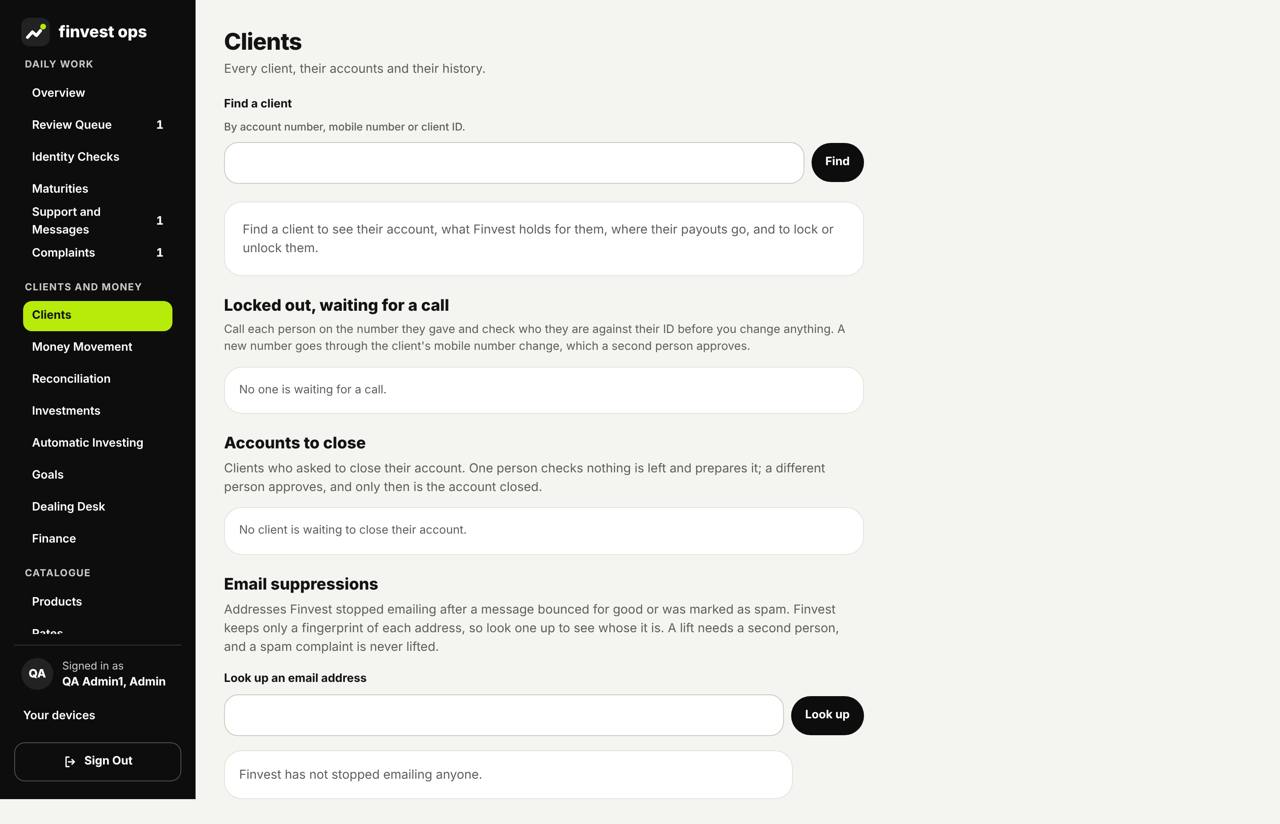 finvest ops
DAILY WORK
Overview
Review Queue 1
Identity Checks
Maturities
Support and
Messages 1
Complaints 1
CLIENTS AND MONEY
Clients
Money Movement
Reconciliation
Investments
Automatic Investing
Goals
Dealing Desk
Finance
CATALOGUE
Products
Rates
QA
Signed in as
QA Admin1, Admin
Your devices
Sign Out
Clients
Every client, their accounts and their history.
Find a client
By account number, mobile number or client ID.
Find
Find a client to see their account, what Finvest holds for them, where their payouts go, and to lock or
unlock them.
Locked out, waiting for a call
Call each person on the number they gave and check who they are against their ID before you change anything. A
new number goes through the client's mobile number change, which a second person approves.
No one is waiting for a call.
Accounts to close
Clients who asked to close their account. One person checks nothing is left and prepares it; a different
person approves, and only then is the account closed.
No client is waiting to close their account.
Email suppressions
Addresses Finvest stopped emailing after a message bounced for good or was marked as spam. Finvest
keeps only a fingerprint of each address, so look one up to see whose it is. A lift needs a second person,
and a spam complaint is never lifted.
Look up an email address
Look up
Finvest has not stopped emailing anyone.